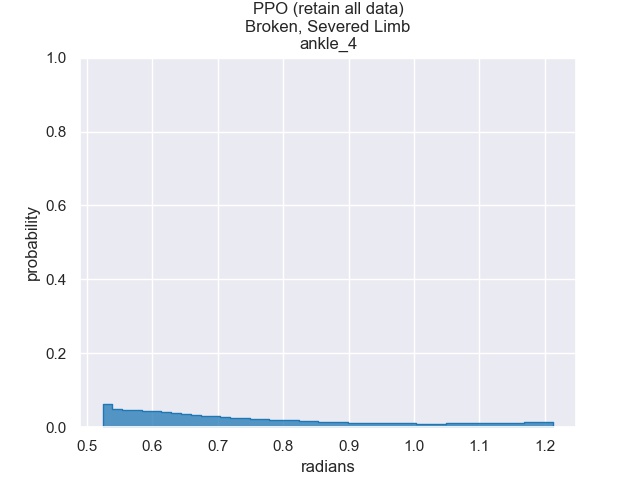 PPO (retain all data)
Broken, Severed Limb
ankle_4
1.0
0.8
0.6
0.4
0.2
0.0
probability
0.5 0.6 0.7 0.8 0.9 1.0 1.1 1.2
radians